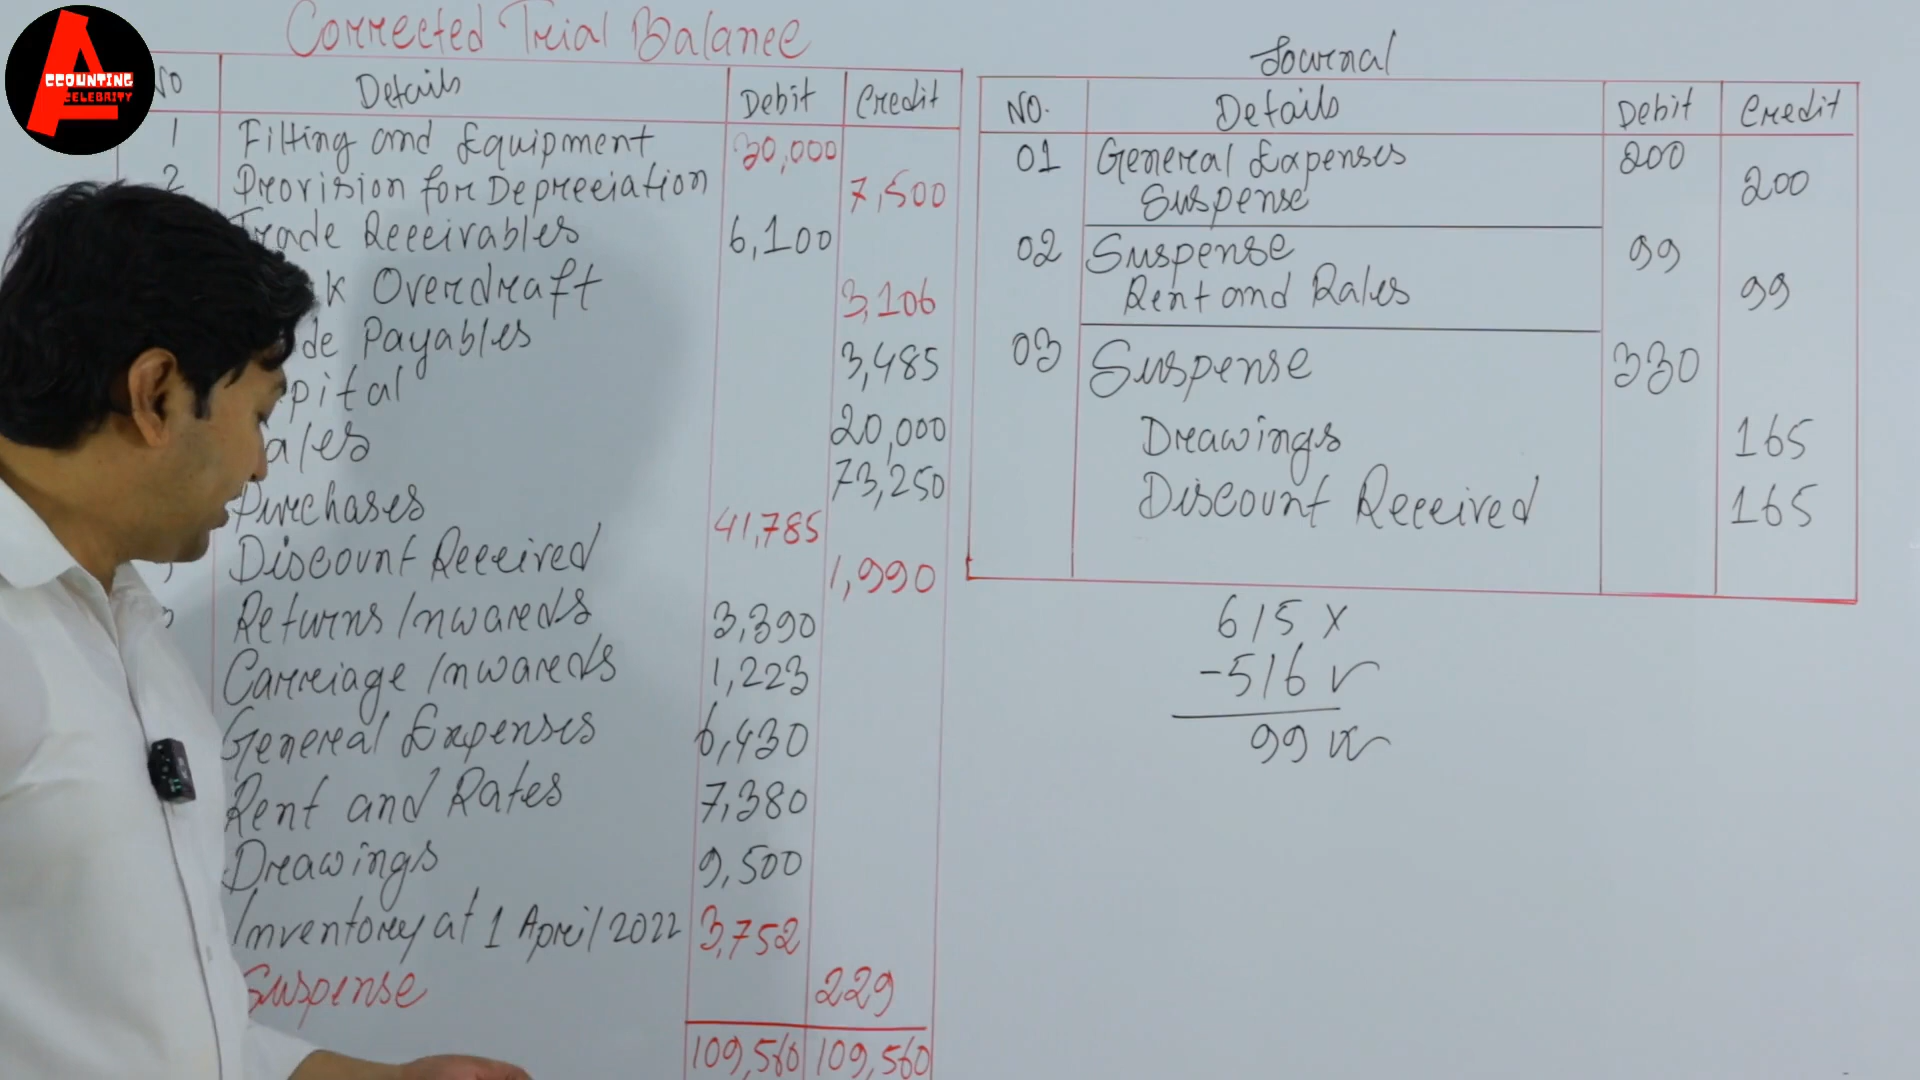 Corrected Trial Balance
No Details Debit Credit
1 Fitting and Equipment 30,000
2 Provision for Depreciation 7,500
Trade Receivables 6,100
k Overdraft 3,106
de Payables 3,485
pital 20,000
ales 73,250
Purchases 41,785
Discount Received 1,990
Returns Inwards 3,390
Carriage Inwards 1,223
General Expenses 6,430
Rent and Rates 7,380
Drawings 9,500
Inventory at 1 April 2022 3,752
Suspense 229
109,560 109,560
Journal
NO. Details Debit Credit
01 General Expenses 200
Suspense 200
02 Suspense 99
Rent and Rates 99
03 Suspense 330
Drawings 165
Discount Received 165
615 x
-516 ✓
99
ACCOUNTING
CELEBRITY